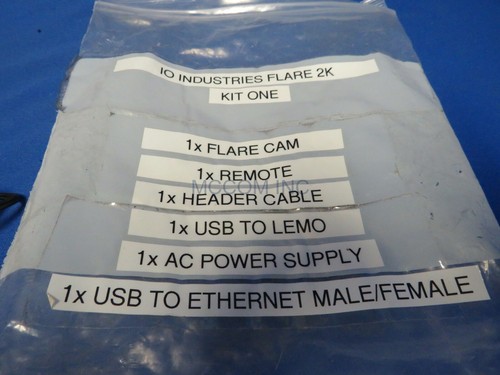 IO INDUSTRIES FLARE 2K
KIT ONE
1x FLARE CAM
1x REMOTE
MCCOM INC
1x HEADER CABLE
1x USB TO LEMO
1x AC POWER SUPPLY
1x USB TO ETHERNET MALE/FEMALE